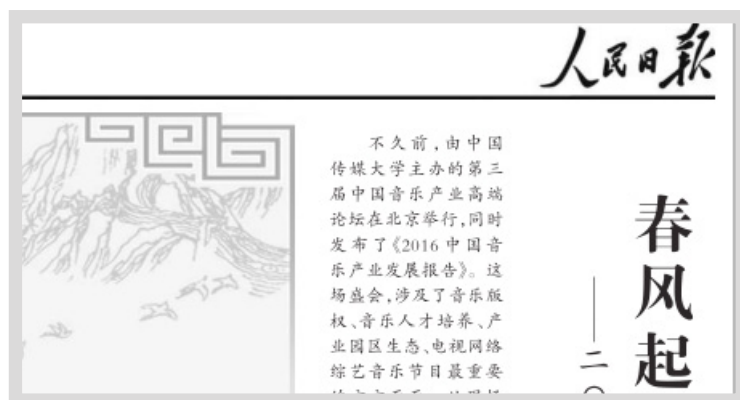 人民日报
春风起
——二〇
不久前,由中国
传媒大学主办的第三
届中国音乐产业高端
论坛在北京举行,同时
发布了《2016中国音
乐产业发展报告》。这
场盛会,涉及了音乐版
权、音乐人才培养、产
业园区生态、电视网络
综艺音乐节目最重要